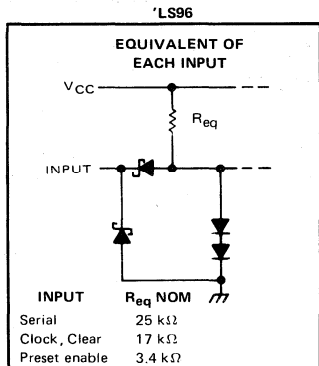 'LS96
EQUIVALENT OF
EACH INPUT
VCC
Req
INPUT
INPUT Req NOM
Serial 25 kΩ
Clock, Clear 17 kΩ
Preset enable 3.4 kΩ